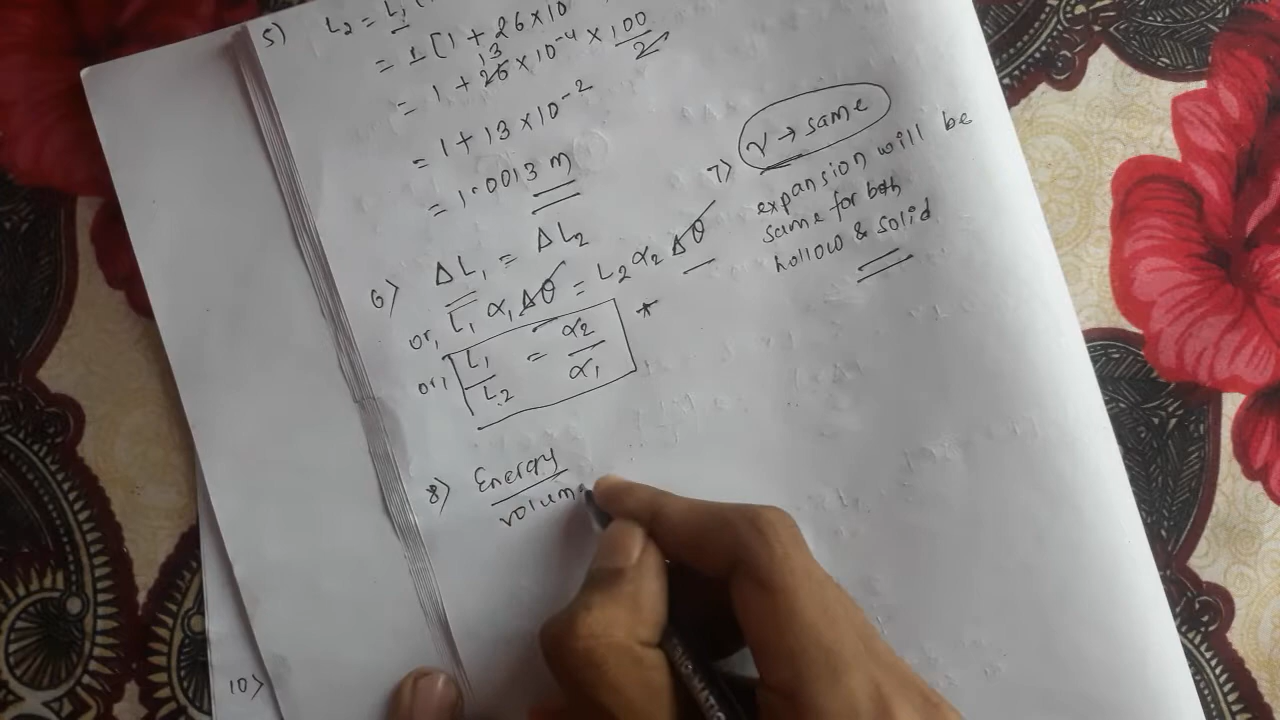 5) L₂ = L₁
= 1 [1 + 26×10
= 1 + 26 13 ×10⁻⁴ × 100/2
= 1 + 13 ×10⁻²
= 1.0013 m
6) ΔL₁ = ΔL₂
or, L₁ α₁ Δθ = L₂ α₂ Δθ
or, L₁/L₂ = α₂/α₁ *
7) γ → same
expansion will be
same for both
hollow & solid
8) Energy
volume
10)